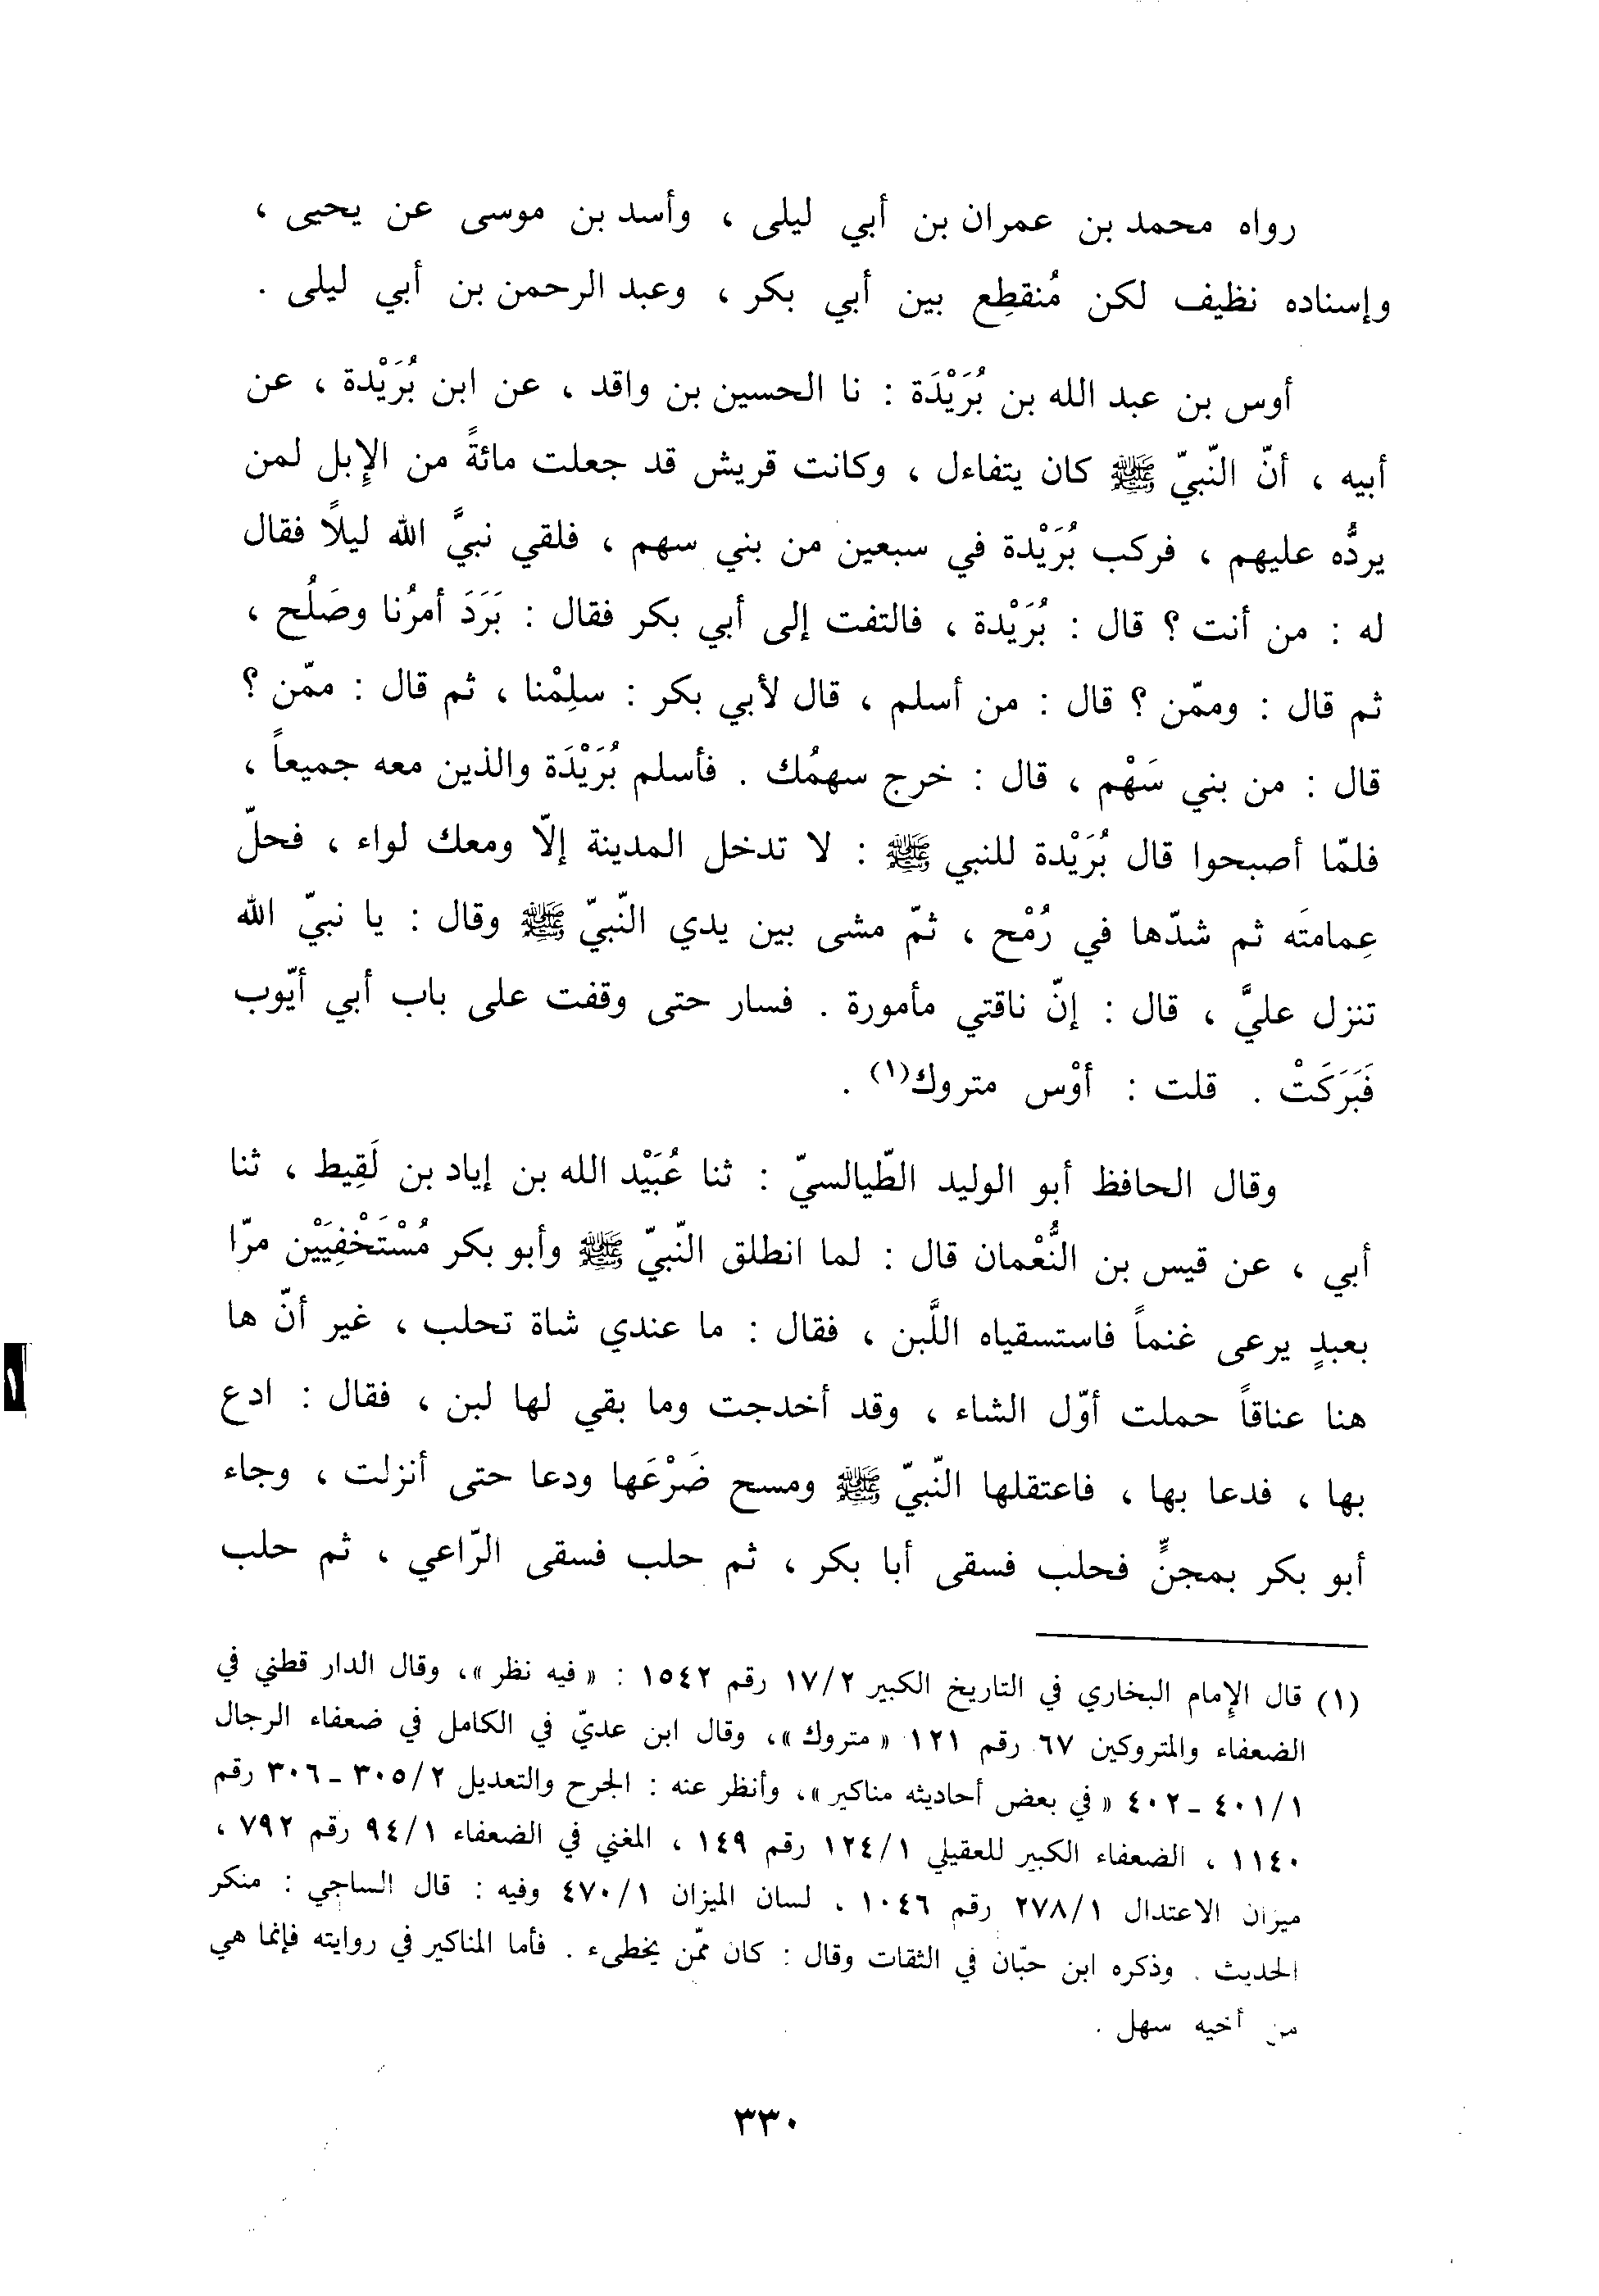 رواه محمد بن عمران بن أبي ليلى ، وأسد بن موسى عن يحيى ،
وإسناده نظيف لكن مُنقطِع بين أبي بكر ، وعبد الرحمن بن أبي ليلى .
أوس بن عبد الله بن بُرَيْدَة : نا الحسين بن واقد ، عن ابن بُرَيْدة ، عن
أبيه ، أنّ النّبيّ ﷺ كان يتفاءل ، وكانت قريش قد جعلت مائةً من الإِبل لمن
يردُّه عليهم ، فركب بُرَيْدة في سبعين من بني سهم ، فلقي نبيَّ الله ليلًا فقال
له : من أنت ؟ قال : بُرَيْدة ، فالتفت إلى أبي بكر فقال : بَرَدَ أمرُنا وصَلُح ،
ثم قال : وممّن ؟ قال : من أسلم ، قال لأبي بكر : سلِمْنا ، ثم قال : ممّن ؟
قال : من بني سَهْم ، قال : خرج سهمُك . فأسلم بُرَيْدَة والذين معه جميعاً ،
فلمّا أصبحوا قال بُرَيْدة للنبي ﷺ : لا تدخل المدينة إلّا ومعك لواء ، فحلّ
عِمامتَه ثم شدّها في رُمْح ، ثمّ مشى بين يدي النّبيّ ﷺ وقال : يا نبيّ الله
تنزل عليَّ ، قال : إنّ ناقتي مأمورة . فسار حتى وقفت على باب أبي أيّوب
فَبَرَكَتْ . قلت : أوْس متروك(١) .
وقال الحافظ أبو الوليد الطّيالسيّ : ثنا عُبَيْد الله بن إياد بن لَقِيط ، ثنا
أبي ، عن قيس بن النُّعْمان قال : لما انطلق النّبيّ ﷺ وأبو بكر مُسْتَخْفِيَيْن مرّا
بعبدٍ يرعى غنماً فاستسقياه اللَّبن ، فقال : ما عندي شاة تحلب ، غير أنّ ها
هنا عناقاً حملت أوّل الشاء ، وقد أخدجت وما بقي لها لبن ، فقال : ادع
بها ، فدعا بها ، فاعتقلها النّبيّ ﷺ ومسح ضَرْعَها ودعا حتى أنزلت ، وجاء
أبو بكر بمجنٍّ فحلب فسقى أبا بكر ، ثم حلب فسقى الرّاعي ، ثم حلب
(١) قال الإِمام البخاري في التاريخ الكبير ١٧/٢ رقم ١٥٤٢ : « فيه نظر »، وقال الدار قطني في
الضعفاء والمتروكين ٦٧ رقم ١٢١ « متروك »، وقال ابن عديّ في الكامل في ضعفاء الرجال
٤٠١/١ ـ ٤٠٢ « في بعض أحاديثه مناكير »، وأنظر عنه : الجرح والتعديل ٣٠٥/٢ ـ ٣٠٦ رقم
١١٤٠ ، الضعفاء الكبير للعقيلي ١٢٤/١ رقم ١٤٩ ، المغني في الضعفاء ٩٤/١ رقم ٧٩٢ ،
ميزان الاعتدال ٢٧٨/١ رقم ١٠٤٦ ، لسان الميزان ٤٧٠/١ وفيه : قال الساجي : منكر
الحديث . وذكره ابن حبّان في الثقات وقال : كان ممّن يخطىء . فأما المناكير في روايته فإنما هي
من أخيه سهل .
٣٣٠